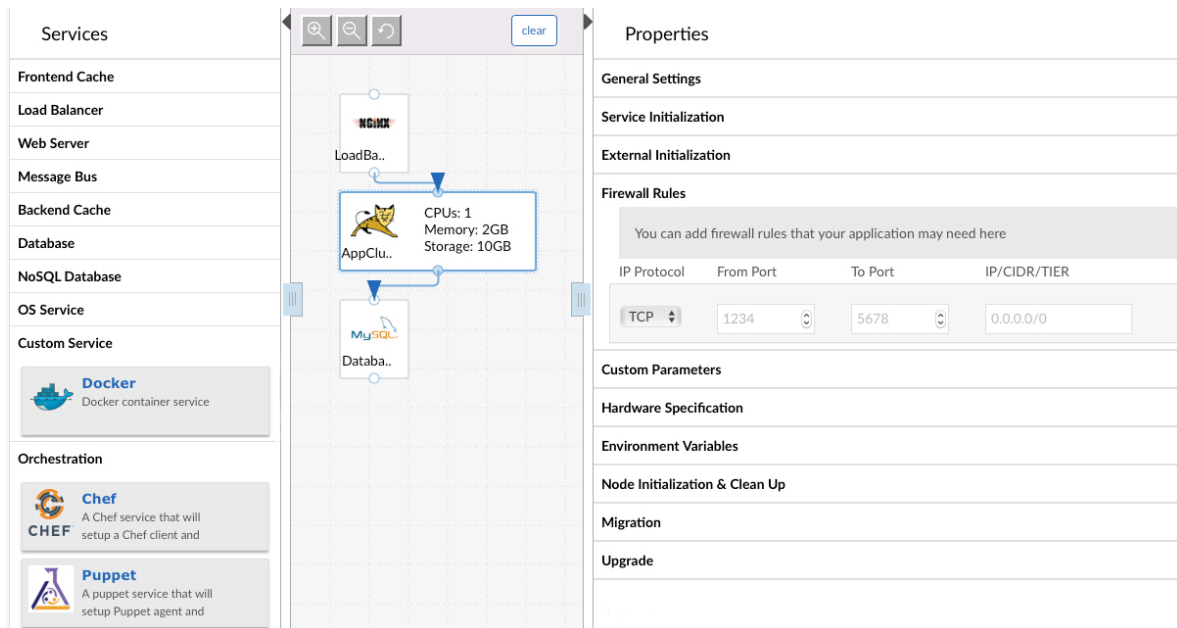 Services
Frontend Cache
Load Balancer
Web Server
Message Bus
Backend Cache
Database
NoSQL Database
OS Service
Custom Service
Docker
Docker container service
Orchestration
CHEF
Chef
A Chef service that will
setup a Chef client and
Puppet
A puppet service that will
setup Puppet agent and
clear
NGiNX
LoadBa..
AppClu..
CPUs: 1
Memory: 2GB
Storage: 10GB
MySQL
Databa..
Properties
General Settings
Service Initialization
External Initialization
Firewall Rules
You can add firewall rules that your application may need here
IP Protocol From Port To Port IP/CIDR/TIER
TCP 1234 5678 0.0.0.0/0
Custom Parameters
Hardware Specification
Environment Variables
Node Initialization & Clean Up
Migration
Upgrade